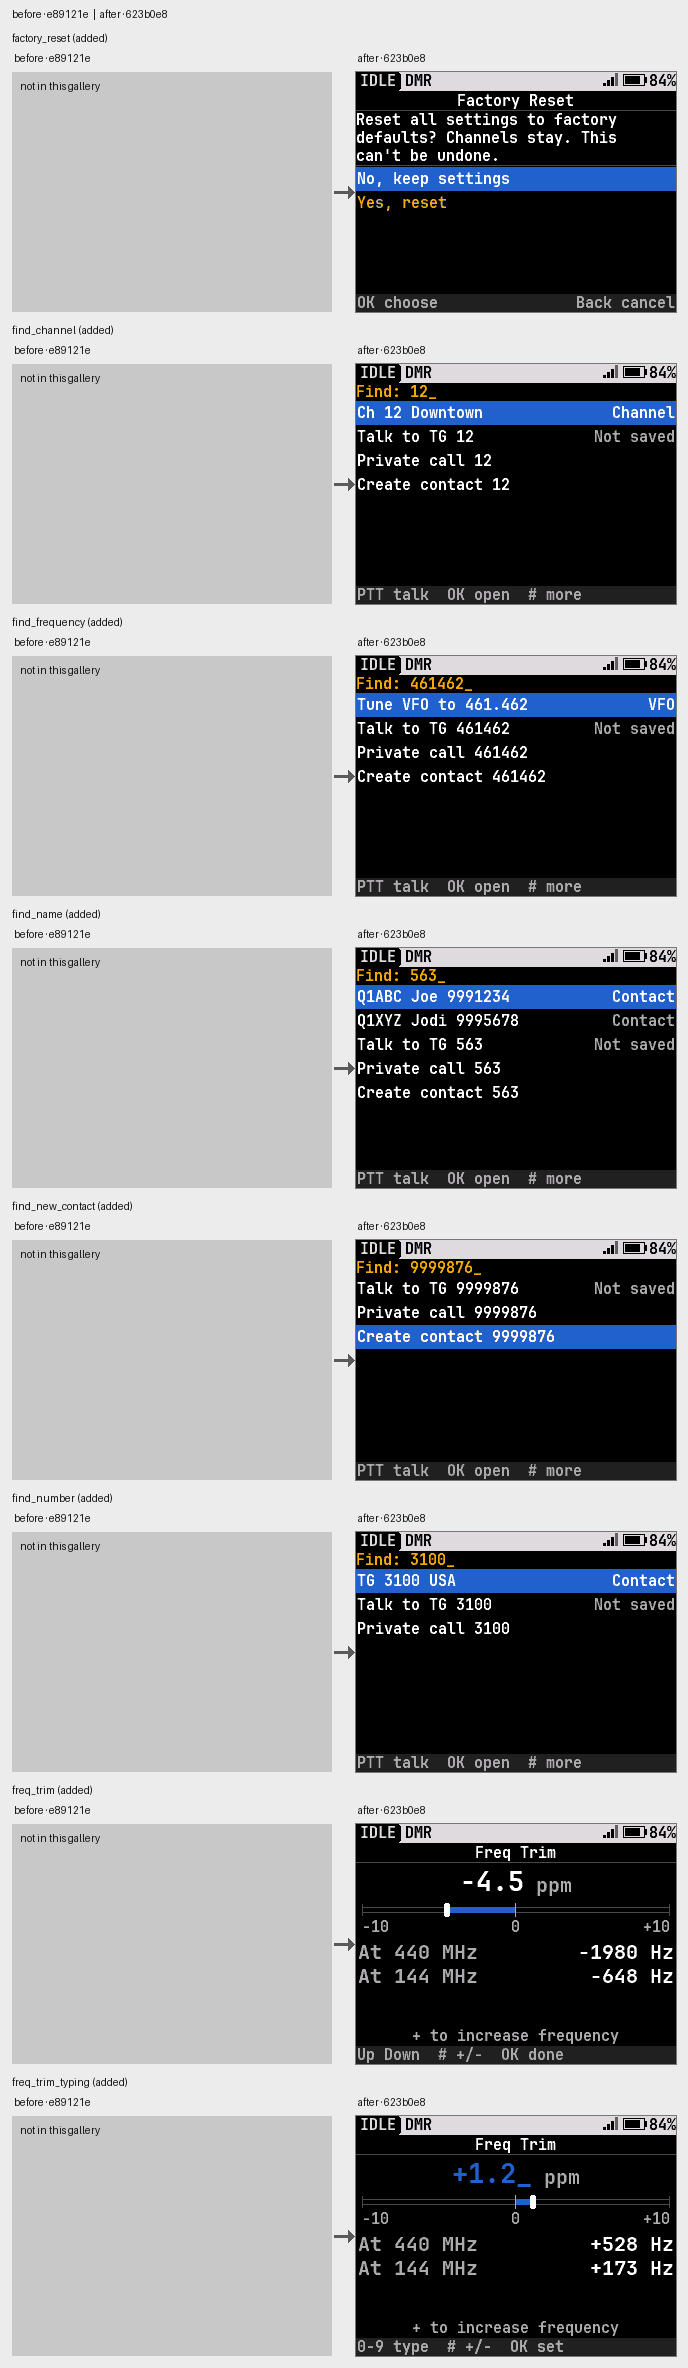 before · e89121e | after · 623b0e8
factory_reset (added)
before · e89121e
after · 623b0e8
not in this gallery
IDLE DMR 84%
Factory Reset
Reset all settings to factory
defaults? Channels stay. This
can't be undone.
No, keep settings
Yes, reset
OK choose Back cancel
find_channel (added)
before · e89121e
after · 623b0e8
not in this gallery
IDLE DMR 84%
Find: 12_
Ch 12 Downtown Channel
Talk to TG 12 Not saved
Private call 12
Create contact 12
PTT talk OK open # more
find_frequency (added)
before · e89121e
after · 623b0e8
not in this gallery
IDLE DMR 84%
Find: 461462_
Tune VFO to 461.462 VFO
Talk to TG 461462 Not saved
Private call 461462
Create contact 461462
PTT talk OK open # more
find_name (added)
before · e89121e
after · 623b0e8
not in this gallery
IDLE DMR 84%
Find: 563_
Q1ABC Joe 9991234 Contact
Q1XYZ Jodi 9995678 Contact
Talk to TG 563 Not saved
Private call 563
Create contact 563
PTT talk OK open # more
find_new_contact (added)
before · e89121e
after · 623b0e8
not in this gallery
IDLE DMR 84%
Find: 9999876_
Talk to TG 9999876 Not saved
Private call 9999876
Create contact 9999876
PTT talk OK open # more
find_number (added)
before · e89121e
after · 623b0e8
not in this gallery
IDLE DMR 84%
Find: 3100_
TG 3100 USA Contact
Talk to TG 3100 Not saved
Private call 3100
PTT talk OK open # more
freq_trim (added)
before · e89121e
after · 623b0e8
not in this gallery
IDLE DMR 84%
Freq Trim
-4.5 ppm
-10 0 +10
At 440 MHz -1980 Hz
At 144 MHz -648 Hz
+ to increase frequency
Up Down # +/- OK done
freq_trim_typing (added)
before · e89121e
after · 623b0e8
not in this gallery
IDLE DMR 84%
Freq Trim
+1.2_ ppm
-10 0 +10
At 440 MHz +528 Hz
At 144 MHz +173 Hz
+ to increase frequency
0-9 type # +/- OK set